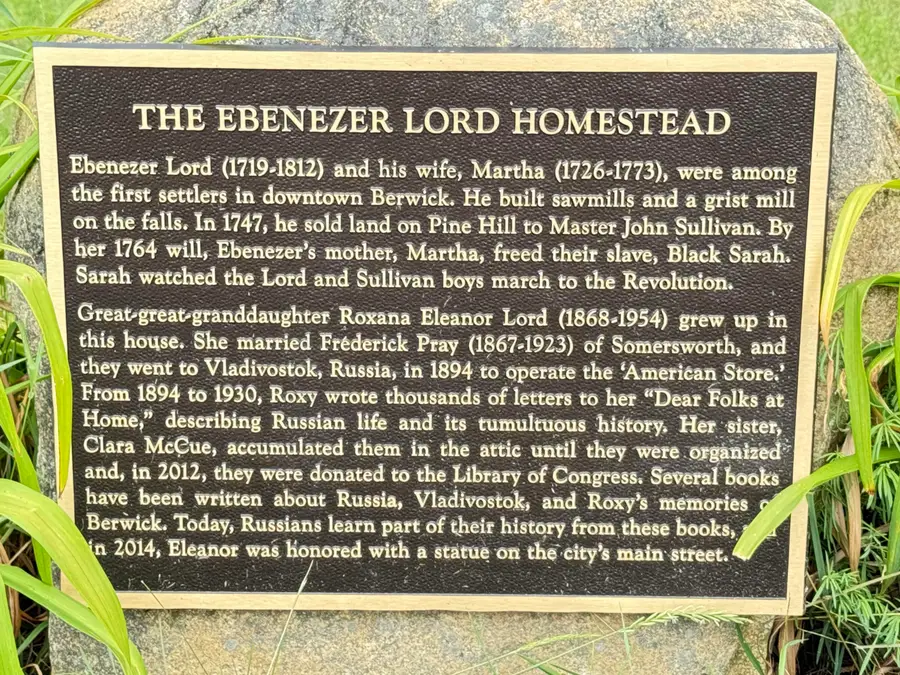 THE EBENEZER LORD HOMESTEAD
Ebenezer Lord (1719-1812) and his wife, Martha (1726-1773), were among
the first settlers in downtown Berwick. He built sawmills and a grist mill
on the falls. In 1747, he sold land on Pine Hill to Master John Sullivan. By
her 1764 will, Ebenezer's mother, Martha, freed their slave, Black Sarah.
Sarah watched the Lord and Sullivan boys march to the Revolution.
Great-great-granddaughter Roxana Eleanor Lord (1868-1954) grew up in
this house. She married Frederick Pray (1867-1923) of Somersworth, and
they went to Vladivostok, Russia, in 1894 to operate the 'American Store.'
From 1894 to 1930, Roxy wrote thousands of letters to her "Dear Folks at
Home," describing Russian life and its tumultuous history. Her sister,
Clara McCue, accumulated them in the attic until they were organized
and, in 2012, they were donated to the Library of Congress. Several books
have been written about Russia, Vladivostok, and Roxy's memories
Berwick. Today, Russians learn part of their history from these books,
in 2014, Eleanor was honored with a statue on the city's main street.